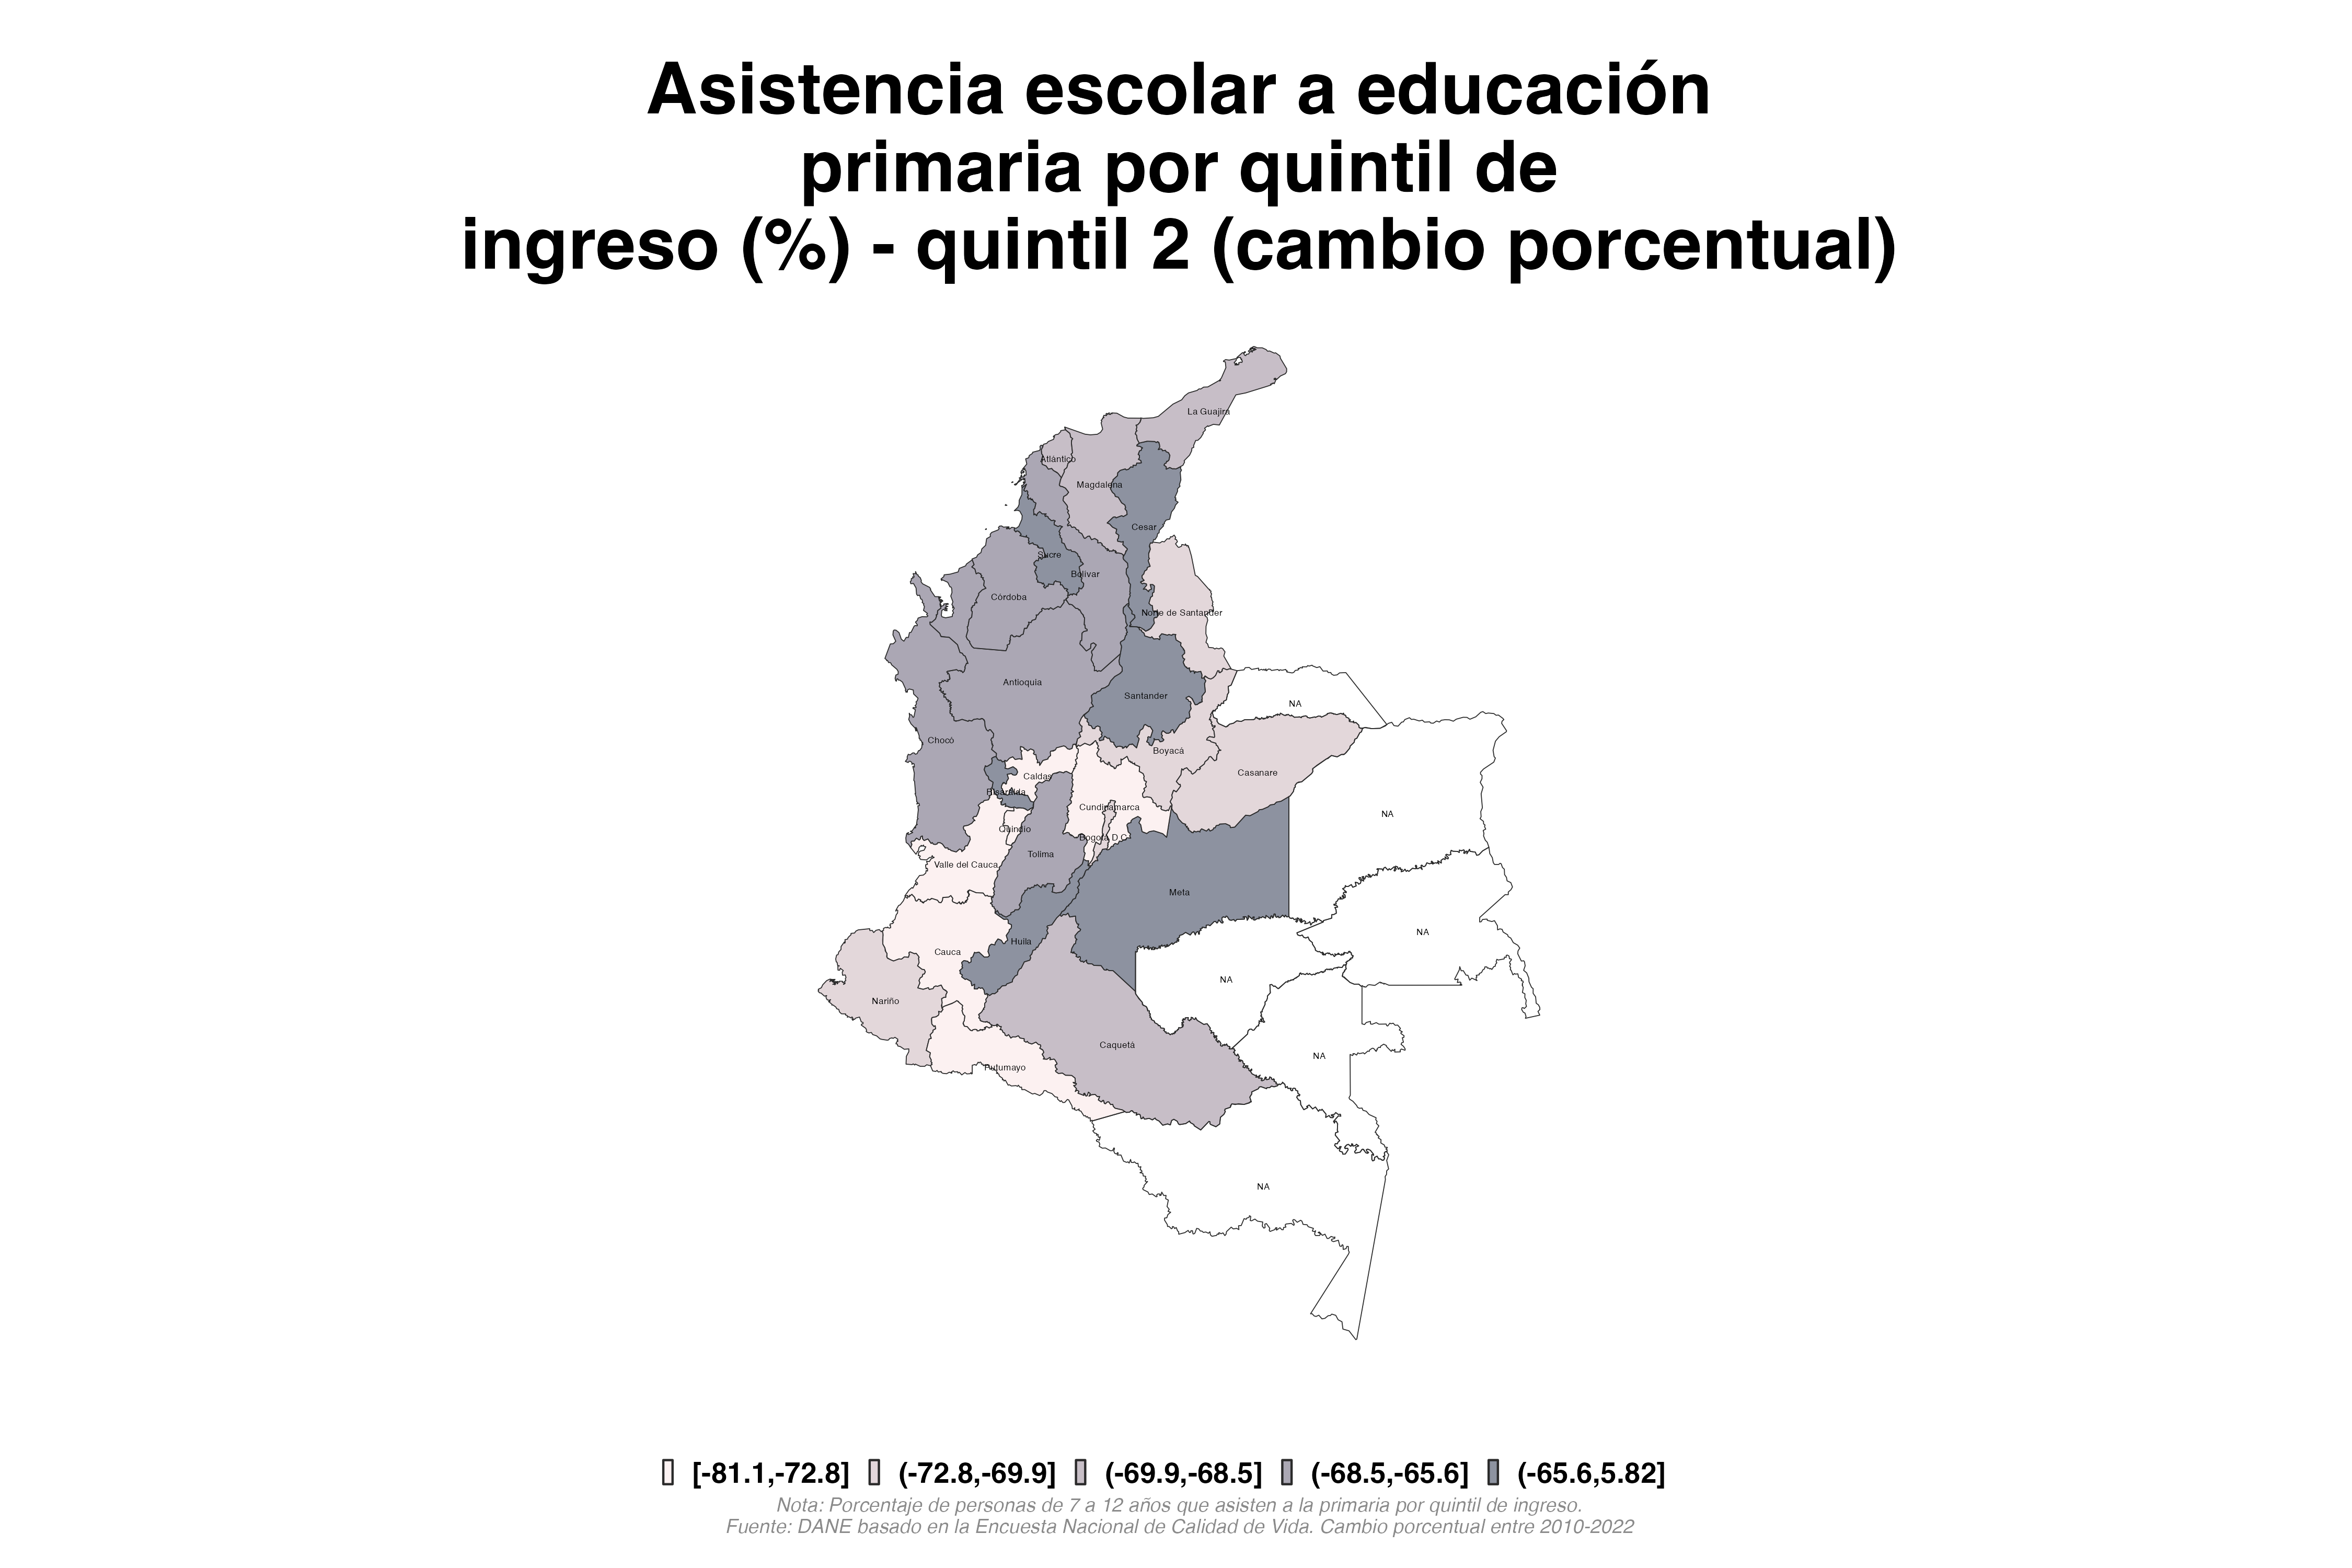 Asistencia escolar a educación
primaria por quintil de
ingreso (%) - quintil 2 (cambio porcentual)
La Guajira
Atlántico
Magdalena
Cesar
Sucre
Bolívar
Córdoba
Norte de Santander
Antioquia
Santander
NA
Chocó
Boyacá
Casanare
Caldas
Risaralda
Cundinamarca
NA
Quindío
Bogotá D.C.
Tolima
Valle del Cauca
Meta
NA
Huila
Cauca
NA
Nariño
Caquetá
NA
Putumayo
NA
[-81.1,-72.8] (-72.8,-69.9] (-69.9,-68.5] (-68.5,-65.6] (-65.6,5.82]
Nota: Porcentaje de personas de 7 a 12 años que asisten a la primaria por quintil de ingreso.
Fuente: DANE basado en la Encuesta Nacional de Calidad de Vida. Cambio porcentual entre 2010-2022